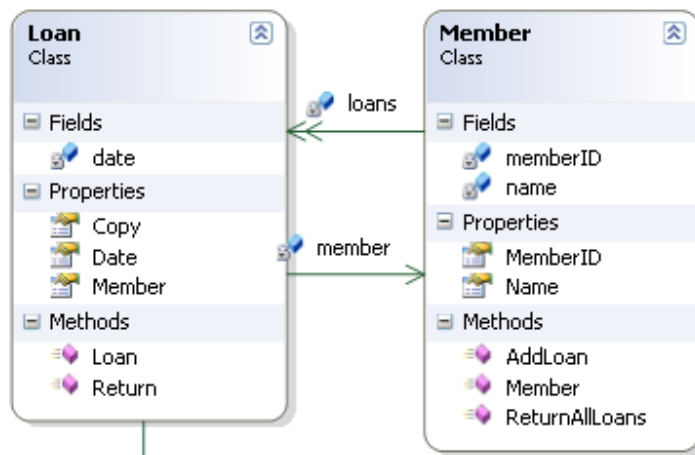 Loan
Class
Fields
date
Properties
Copy
Date
Member
Methods
Loan
Return
loans
member
Member
Class
Fields
memberID
name
Properties
MemberID
Name
Methods
AddLoan
Member
ReturnAllLoans